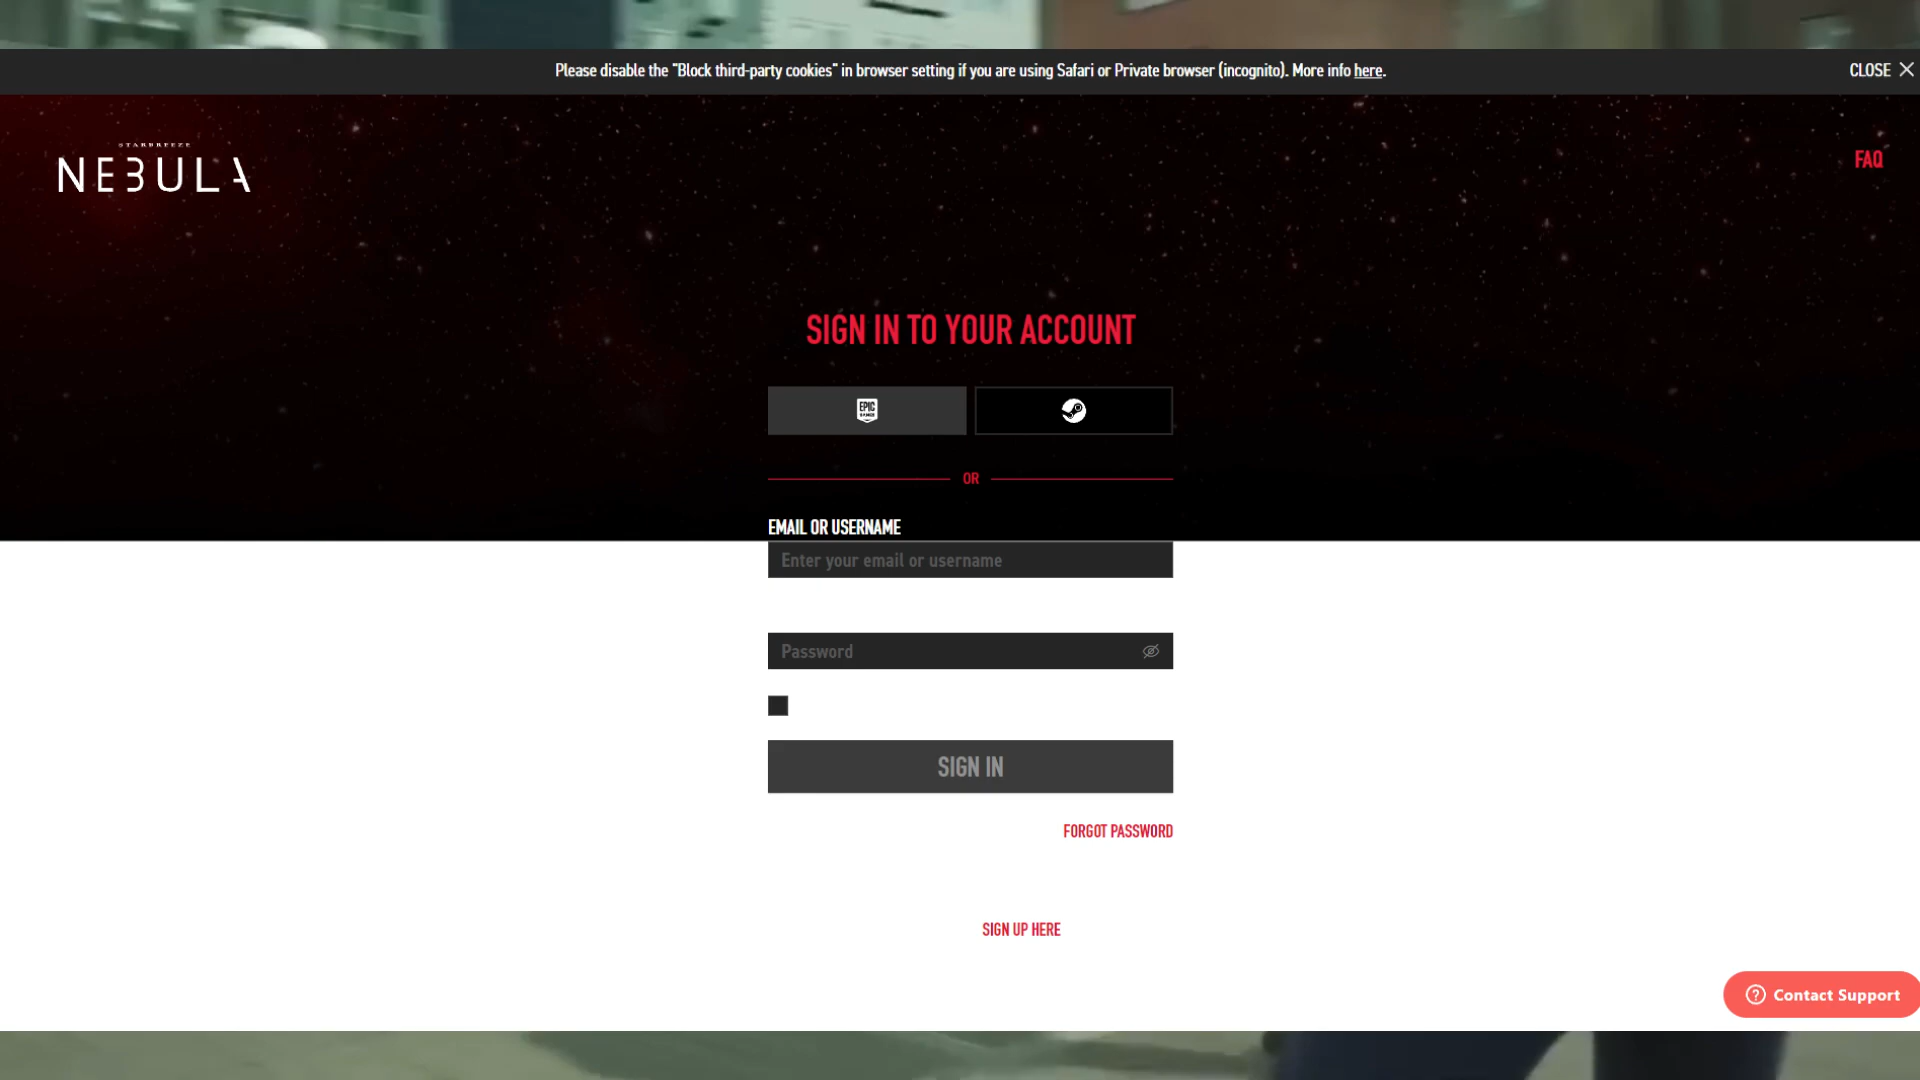 Please disable the "Block third-party cookies" in browser setting if you are using Safari or Private browser (incognito). More info here.
CLOSE
STARBREEZE
NEBULA
FAQ
SIGN IN TO YOUR ACCOUNT
EPIC
GAMES
OR
EMAIL OR USERNAME
Enter your email or username
Password
SIGN IN
FORGOT PASSWORD
SIGN UP HERE
Contact Support